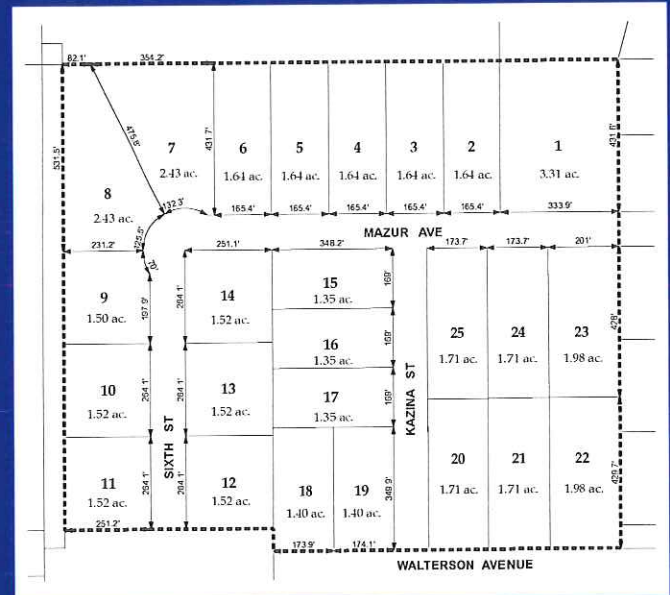 82.1'
354.2'
531.5'
475.8'
431.7'
431.6'
7
2.43 ac.
6
1.64 ac.
5
1.64 ac.
4
1.64 ac.
3
1.64 ac.
2
1.64 ac.
1
3.31 ac.
8
2.43 ac.
132.3'
125.5'
70'
165.4'
165.4'
165.4'
165.4'
165.4'
333.9'
MAZUR AVE
231.2'
251.1'
348.2'
173.7'
173.7'
201'
9
1.50 ac.
197.9'
264.1'
14
1.52 ac.
15
1.35 ac.
169'
16
1.35 ac.
169'
17
1.35 ac.
169'
25
1.71 ac.
24
1.71 ac.
23
1.98 ac.
428'
10
1.52 ac.
264.1'
264.1'
13
1.52 ac.
SIXTH ST
KAZINA ST
11
1.52 ac.
264.1'
264.1'
12
1.52 ac.
18
1.40 ac.
19
1.40 ac.
349.9'
20
1.71 ac.
21
1.71 ac.
22
1.98 ac.
429.7'
251.2'
173.9'
174.1'
WALTERSON AVENUE